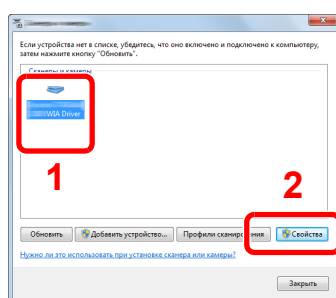 Если устройства нет в списке, убедитесь, что оно включено и подключено к компьютеру,
затем нажмите кнопку "Обновить".
Сканеры и камеры
WIA Driver
1
2
Обновить
Добавить устройство...
Профили сканирования
Свойства
Нужно ли это использовать при установке сканера или камеры?
Закрыть